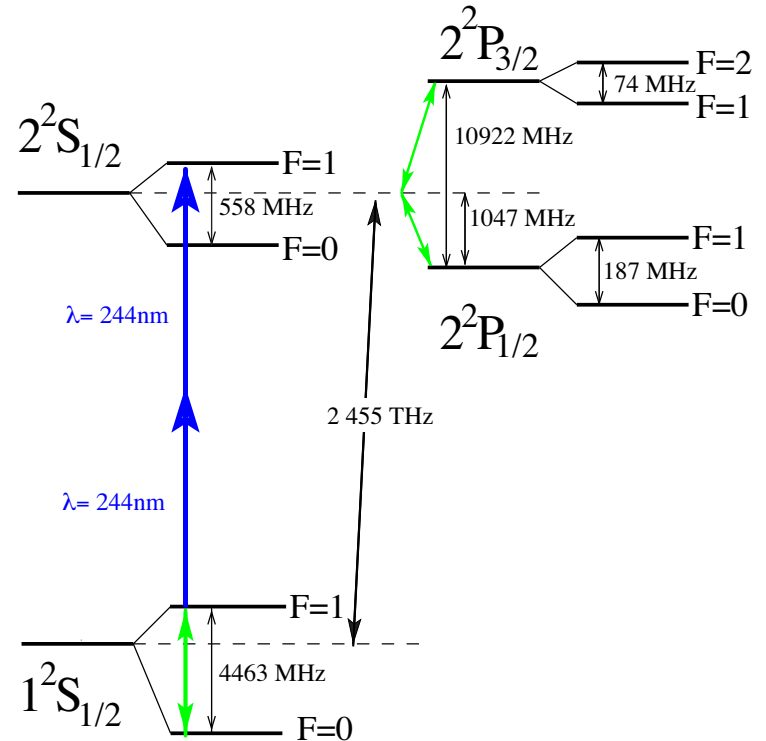 2²P₃/₂
F=2
74 MHz
F=1
10922 MHz
2²S₁/₂
F=1
558 MHz
F=0
1047 MHz
F=1
187 MHz
F=0
2²P₁/₂
λ= 244nm
2 455 THz
λ= 244nm
F=1
4463 MHz
1²S₁/₂
F=0